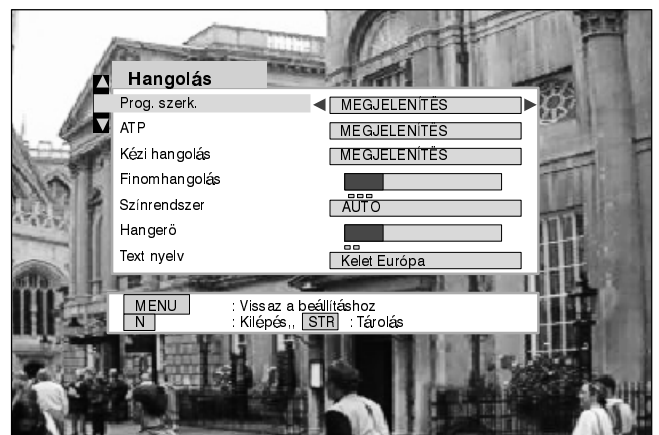 Hangolás
Prog. szerk. MEGJELENÍTÉS
ATP MEGJELENÍTÉS
Kézi hangolás MEGJELENÍTÉS
Finomhangolás
Színrendszer AUTO
Hangerö
Text nyelv Kelet Európa
MENU : Vissaz a beállításhoz
N : Kilépés,, STR : Tárolás